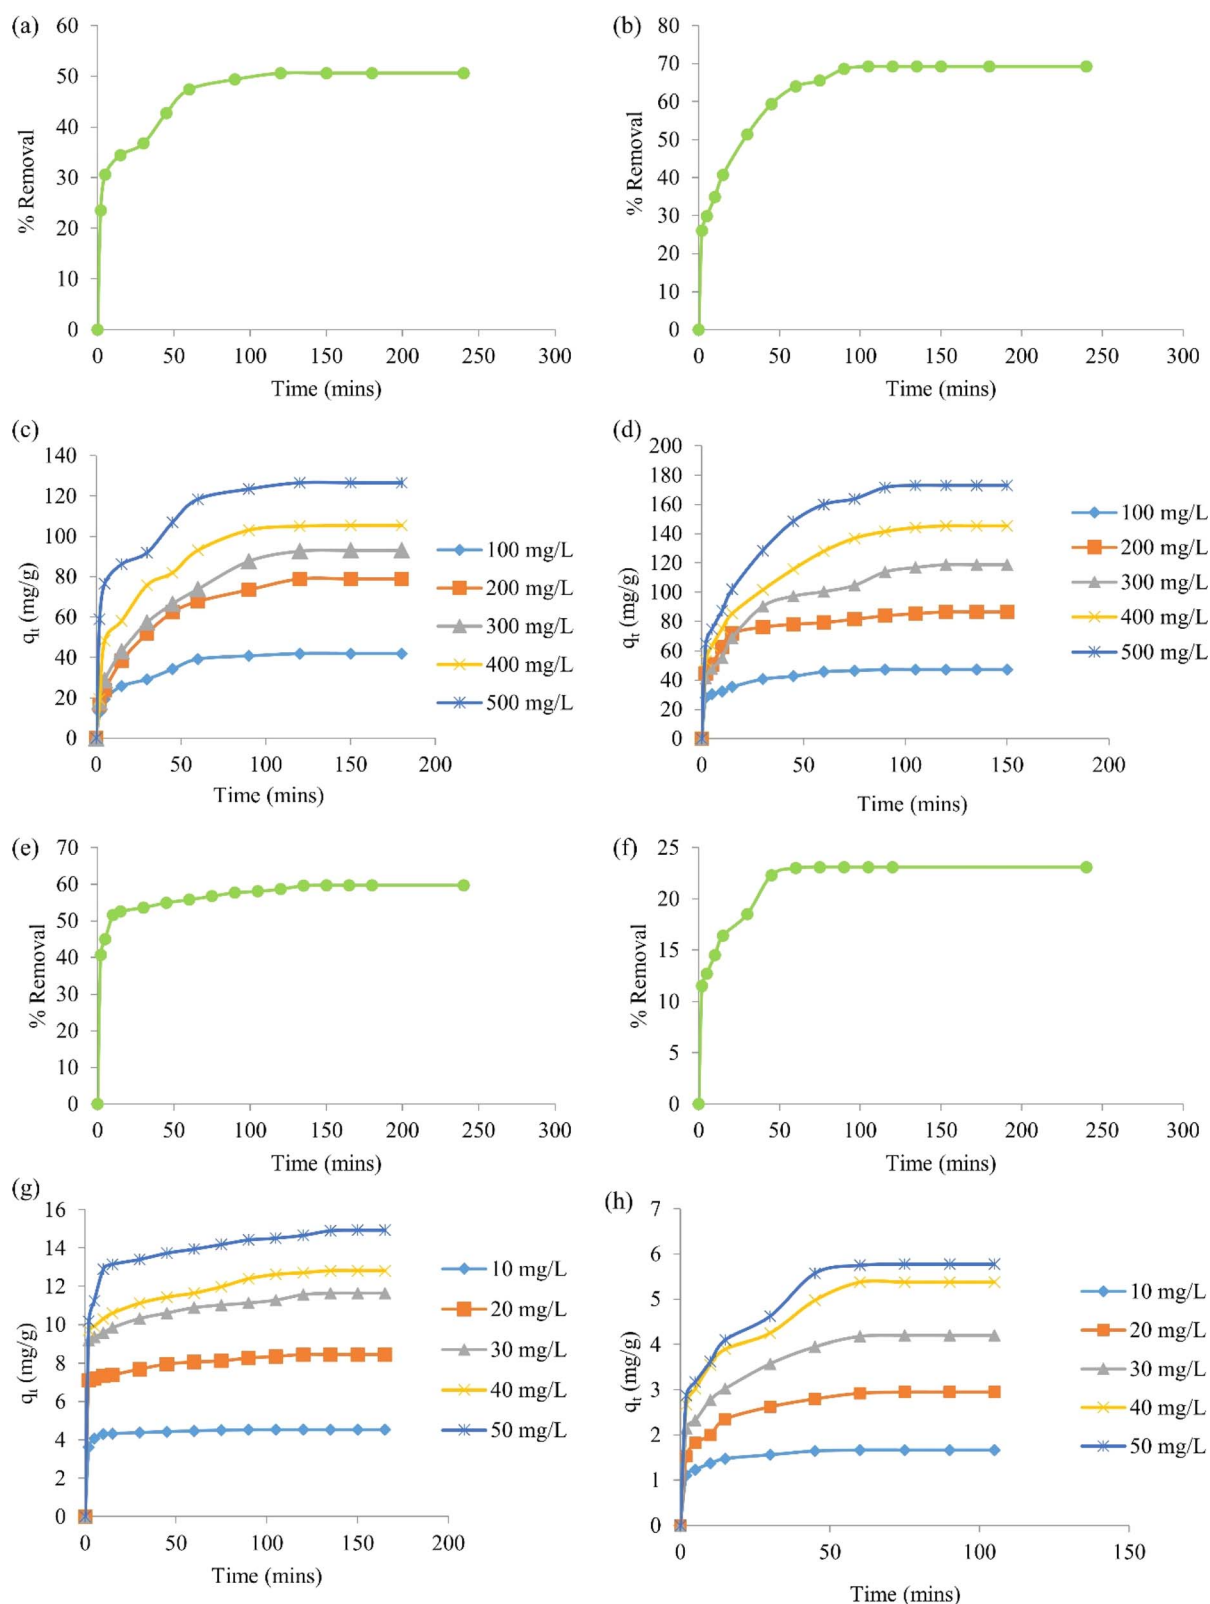 (a)
60
50
40
30
20
10
0
% Removal
0 50 100 150 200 250 300
Time (mins)
(b)
80
70
60
50
40
30
20
10
0
% Removal
0 50 100 150 200 250 300
Time (mins)
(c)
140
120
100
80
60
40
20
0
qt (mg/g)
0 50 100 150 200
Time (mins)
100 mg/L
200 mg/L
300 mg/L
400 mg/L
500 mg/L
(d)
200
180
160
140
120
100
80
60
40
20
0
qt (mg/g)
0 50 100 150 200
Time (mins)
100 mg/L
200 mg/L
300 mg/L
400 mg/L
500 mg/L
(e)
70
60
50
40
30
20
10
0
% Removal
0 50 100 150 200 250 300
Time (mins)
(f)
25
20
15
10
5
0
% Removal
0 50 100 150 200 250 300
Time (mins)
(g)
16
14
12
10
8
6
4
2
0
qt (mg/g)
0 50 100 150 200
Time (mins)
10 mg/L
20 mg/L
30 mg/L
40 mg/L
50 mg/L
(h)
7
6
5
4
3
2
1
0
qt (mg/g)
0 50 100 150
Time (mins)
10 mg/L
20 mg/L
30 mg/L
40 mg/L
50 mg/L